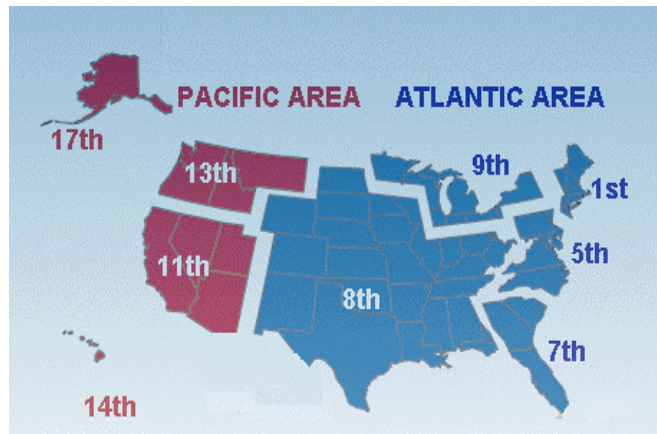 PACIFIC AREA
ATLANTIC AREA
17th
13th
9th
1st
11th
5th
8th
7th
14th